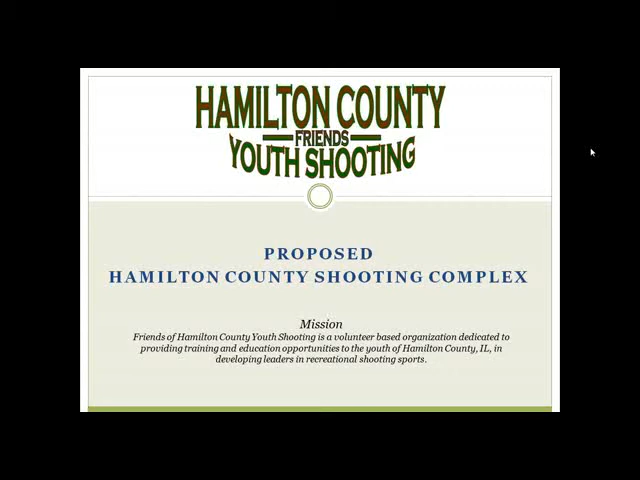 HAMILTON COUNTY
FRIENDS
YOUTH SHOOTING
PROPOSED
HAMILTON COUNTY SHOOTING COMPLEX
Mission
Friends of Hamilton County Youth Shooting is a volunteer based organization dedicated to
providing training and education opportunities to the youth of Hamilton County, IL, in
developing leaders in recreational shooting sports.